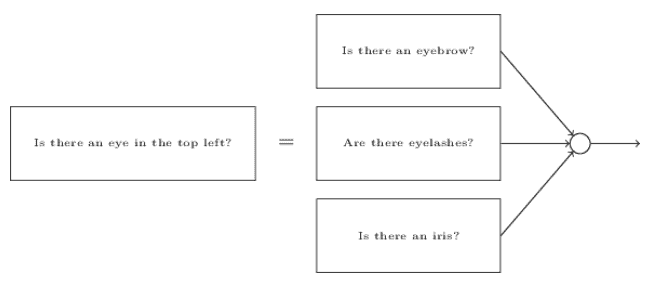 Is there an eyebrow?
Is there an eye in the top left?
=
Are there eyelashes?
Is there an iris?